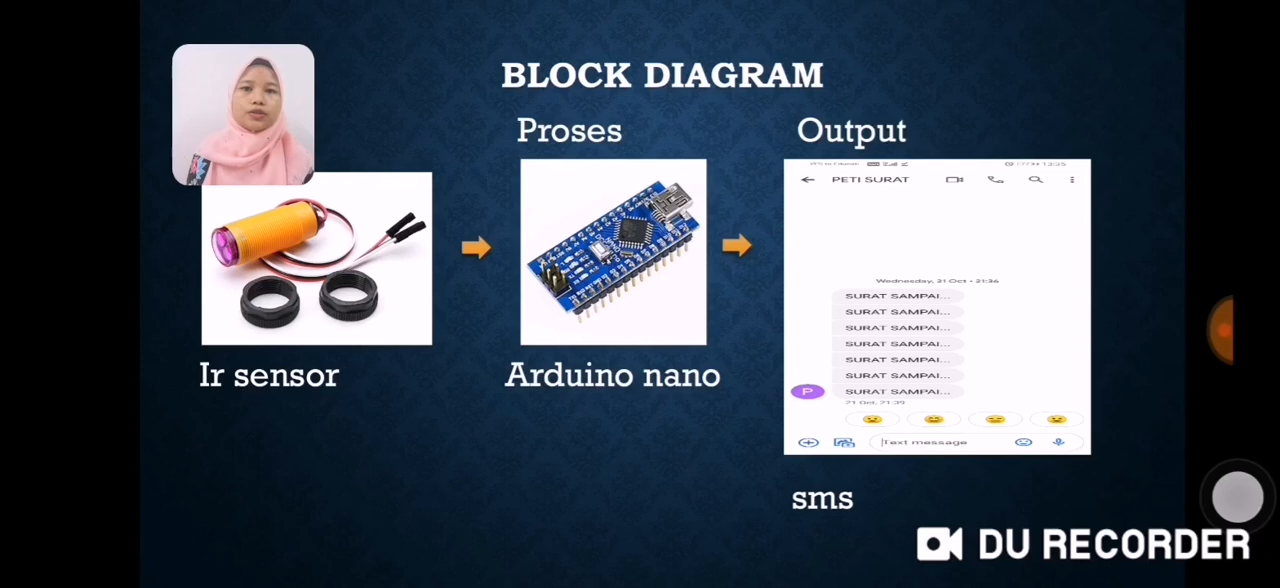 BLOCK DIAGRAM
Proses
Output
PETI SURAT
Wednesday, 21 Oct • 21:36
SURAT SAMPAI...
SURAT SAMPAI...
SURAT SAMPAI...
SURAT SAMPAI...
SURAT SAMPAI...
SURAT SAMPAI...
SURAT SAMPAI...
P
21 Oct, 21:39
Text message
Ir sensor
Arduino nano
sms
DU RECORDER